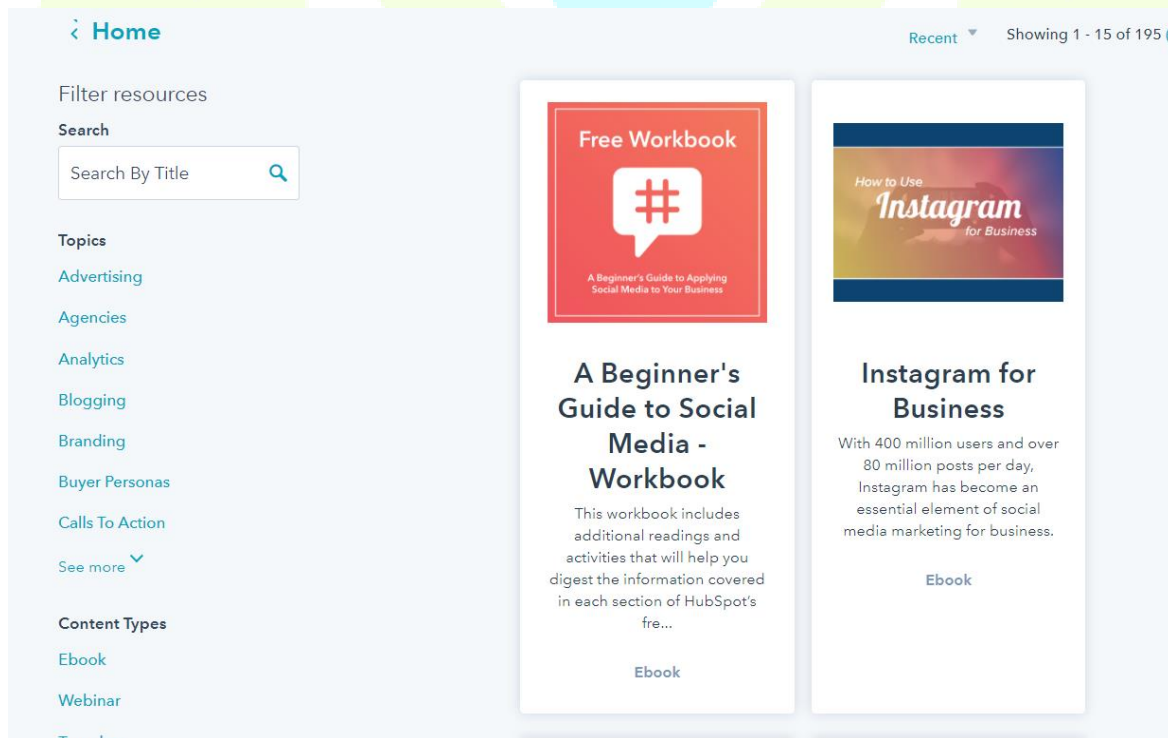 Home
Recent
Showing 1 - 15 of 195
Filter resources
Search
Search By Title
Topics
Advertising
Agencies
Analytics
Blogging
Branding
Buyer Personas
Calls To Action
See more
Content Types
Ebook
Webinar
Free Workbook
#
A Beginner's Guide to Applying
Social Media to Your Business
A Beginner's
Guide to Social
Media -
Workbook
This workbook includes
additional readings and
activities that will help you
digest the information covered
in each section of HubSpot's
fre...
Ebook
How to Use
Instagram
for Business
Instagram for
Business
With 400 million users and over
80 million posts per day,
Instagram has become an
essential element of social
media marketing for business.
Ebook